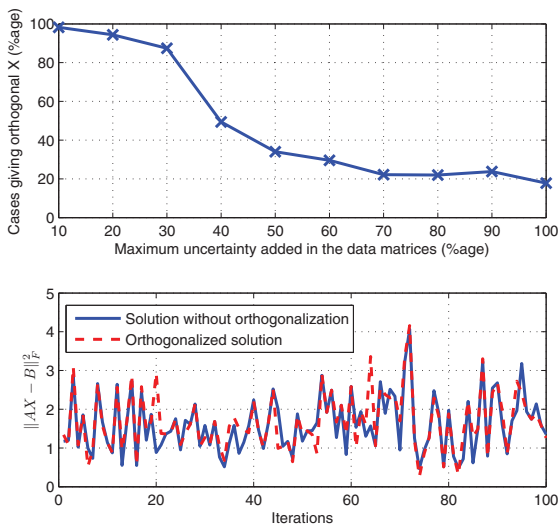 100
80
60
40
20
0
Cases giving orthogonal X (%age)
10 20 30 40 50 60 70 80 90 100
Maximum uncertainty added in the data matrices (%age)
5
4
3
2
1
0
∥AX − B∥²_F
Solution without orthogonalization
Orthogonalized solution
0 20 40 60 80 100
Iterations